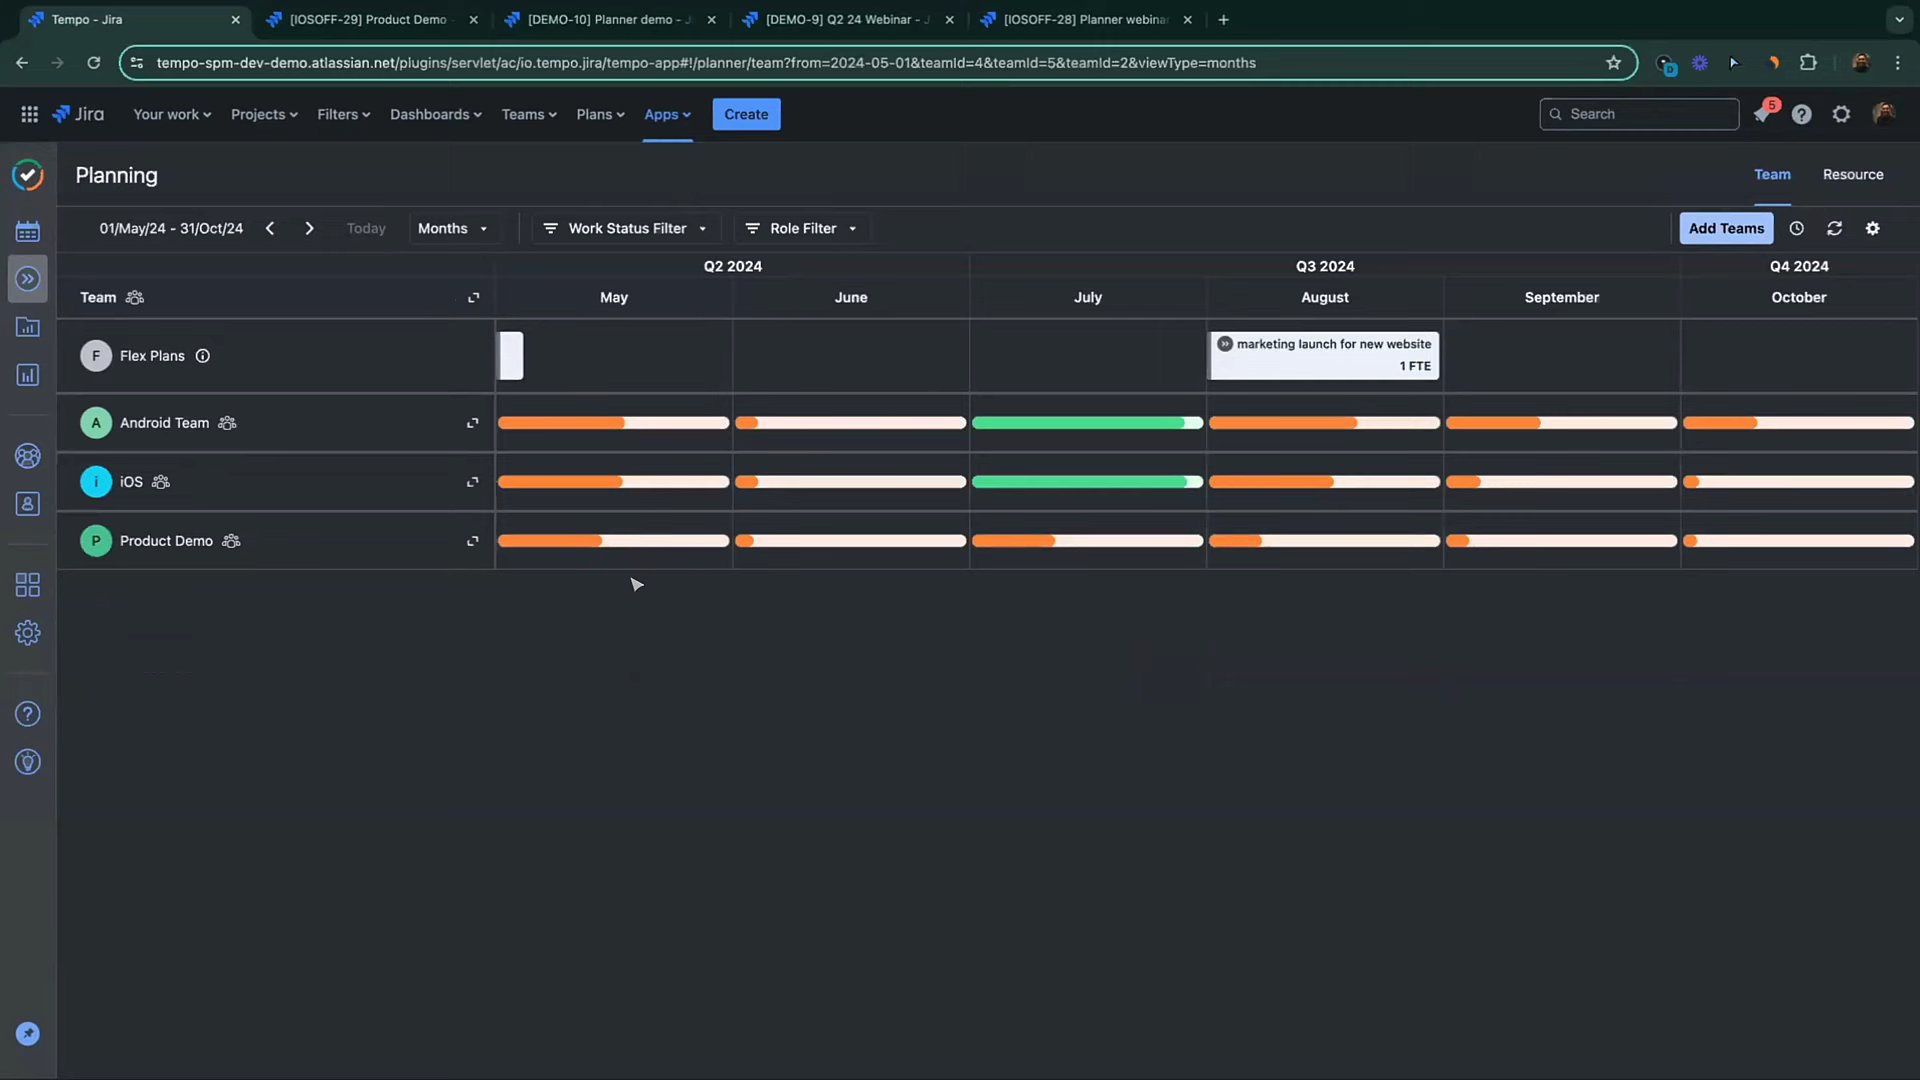 Tempo - Jira
[IOSOFF-29] Product Demo -
[DEMO-10] Planner demo - J
[DEMO-9] Q2 24 Webinar - J
[IOSOFF-28] Planner webinar
tempo-spm-dev-demo.atlassian.net/plugins/servlet/ac/io.tempo.jira/tempo-app#!/planner/team?from=2024-05-01&teamId=4&teamId=5&teamId=2&viewType=months
D
Jira
Your work
Projects
Filters
Dashboards
Teams
Plans
Apps
Create
Search
5
Planning
Team
Resource
01/May/24 - 31/Oct/24
Today
Months
Work Status Filter
Role Filter
Add Teams
Q2 2024
Q3 2024
Q4 2024
Team
May
June
July
August
September
October
F
Flex Plans
marketing launch for new website
1 FTE
A
Android Team
i
iOS
P
Product Demo